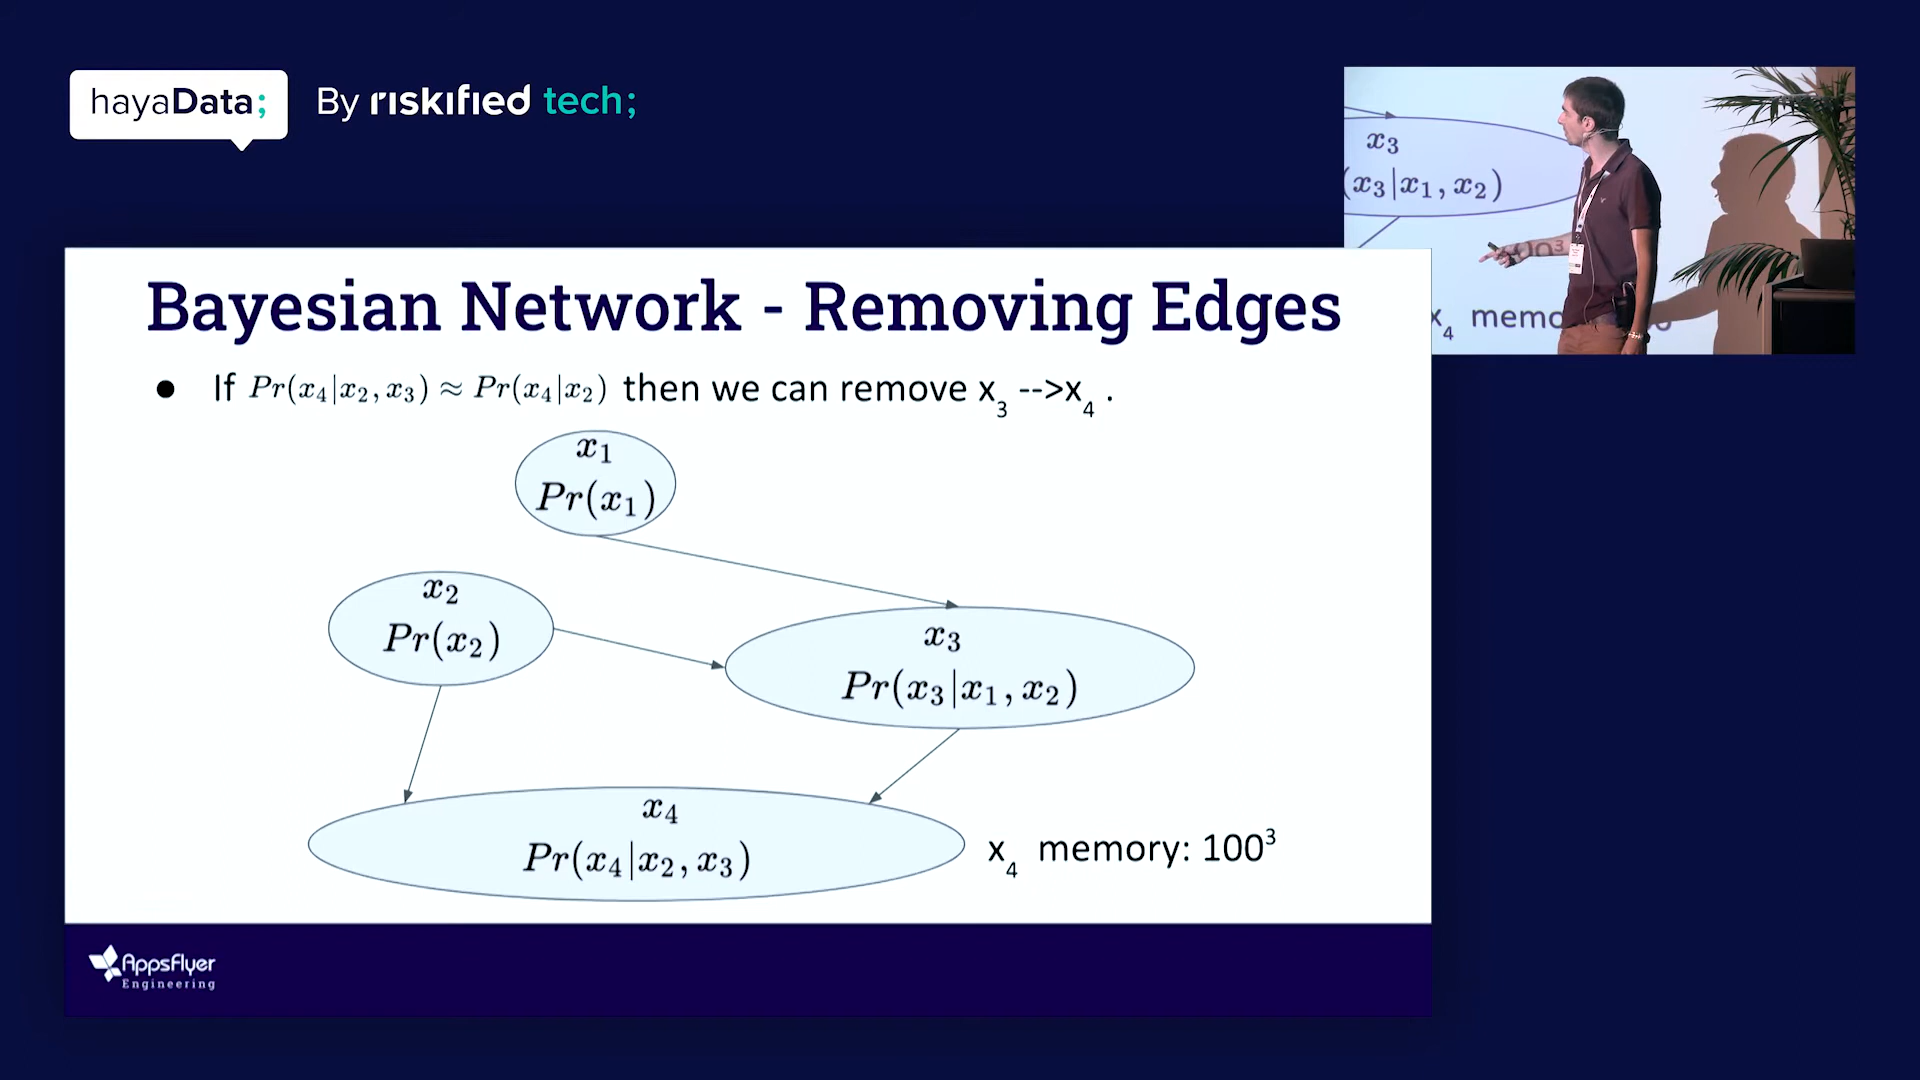 hayaData; By riskified tech;
x₃
(x₃|x₁, x₂)
100³
x₄ memo
Bayesian Network - Removing Edges
● If Pr(x₄|x₂, x₃) ≈ Pr(x₄|x₂) then we can remove x₃ -->x₄ .
x₁
Pr(x₁)
x₂
Pr(x₂)
x₃
Pr(x₃|x₁, x₂)
x₄
Pr(x₄|x₂, x₃)
x₄ memory: 100³
AppsFlyer
Engineering